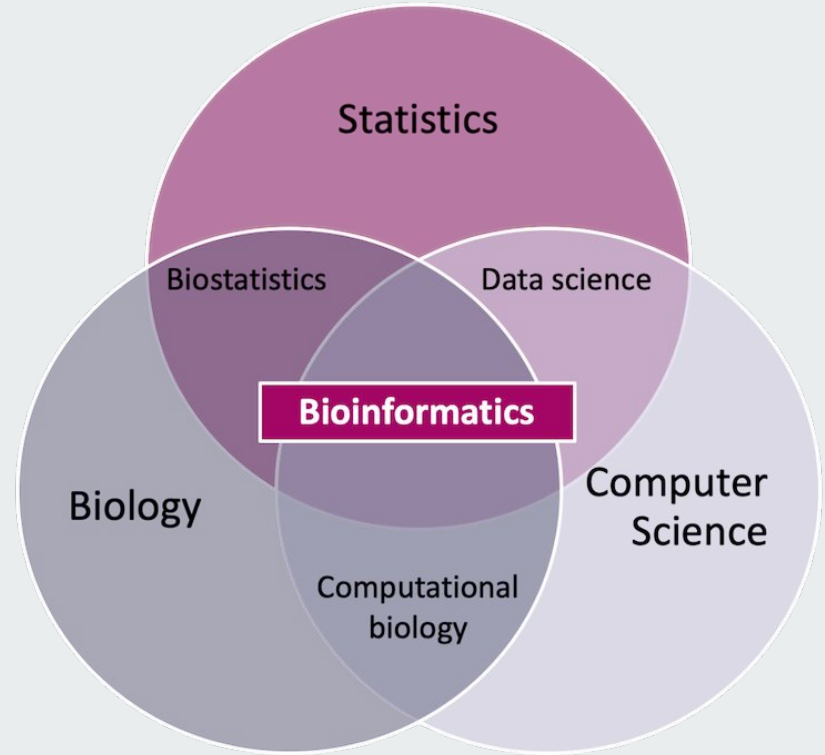 Statistics
Biostatistics
Data science
Bioinformatics
Biology
Computer
Science
Computational
biology